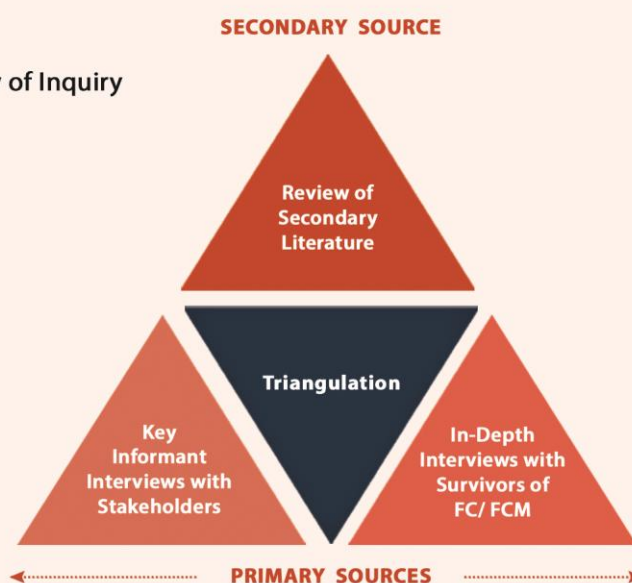 SECONDARY SOURCE
of Inquiry
Review of
Secondary
Literature
Triangulation
Key
Informant
Interviews with
Stakeholders
In-Depth
Interviews with
Survivors of
FC/ FCM
PRIMARY SOURCES